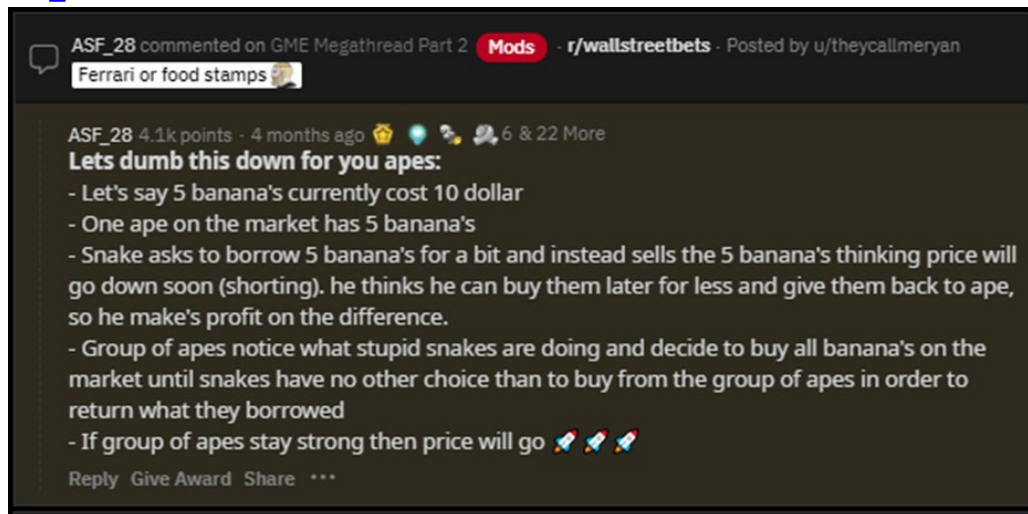 ASF_28 commented on GME Megathread Part 2 Mods · r/wallstreetbets · Posted by u/theycallmeryan
Ferrari or food stamps
ASF_28 4.1k points · 4 months ago 6 & 22 More
Lets dumb this down for you apes:
- Let's say 5 banana's currently cost 10 dollar
- One ape on the market has 5 banana's
- Snake asks to borrow 5 banana's for a bit and instead sells the 5 banana's thinking price will
go down soon (shorting). he thinks he can buy them later for less and give them back to ape,
so he make's profit on the difference.
- Group of apes notice what stupid snakes are doing and decide to buy all banana's on the
market until snakes have no other choice than to buy from the group of apes in order to
return what they borrowed
- If group of apes stay strong then price will go 🚀 🚀 🚀
Reply Give Award Share ···